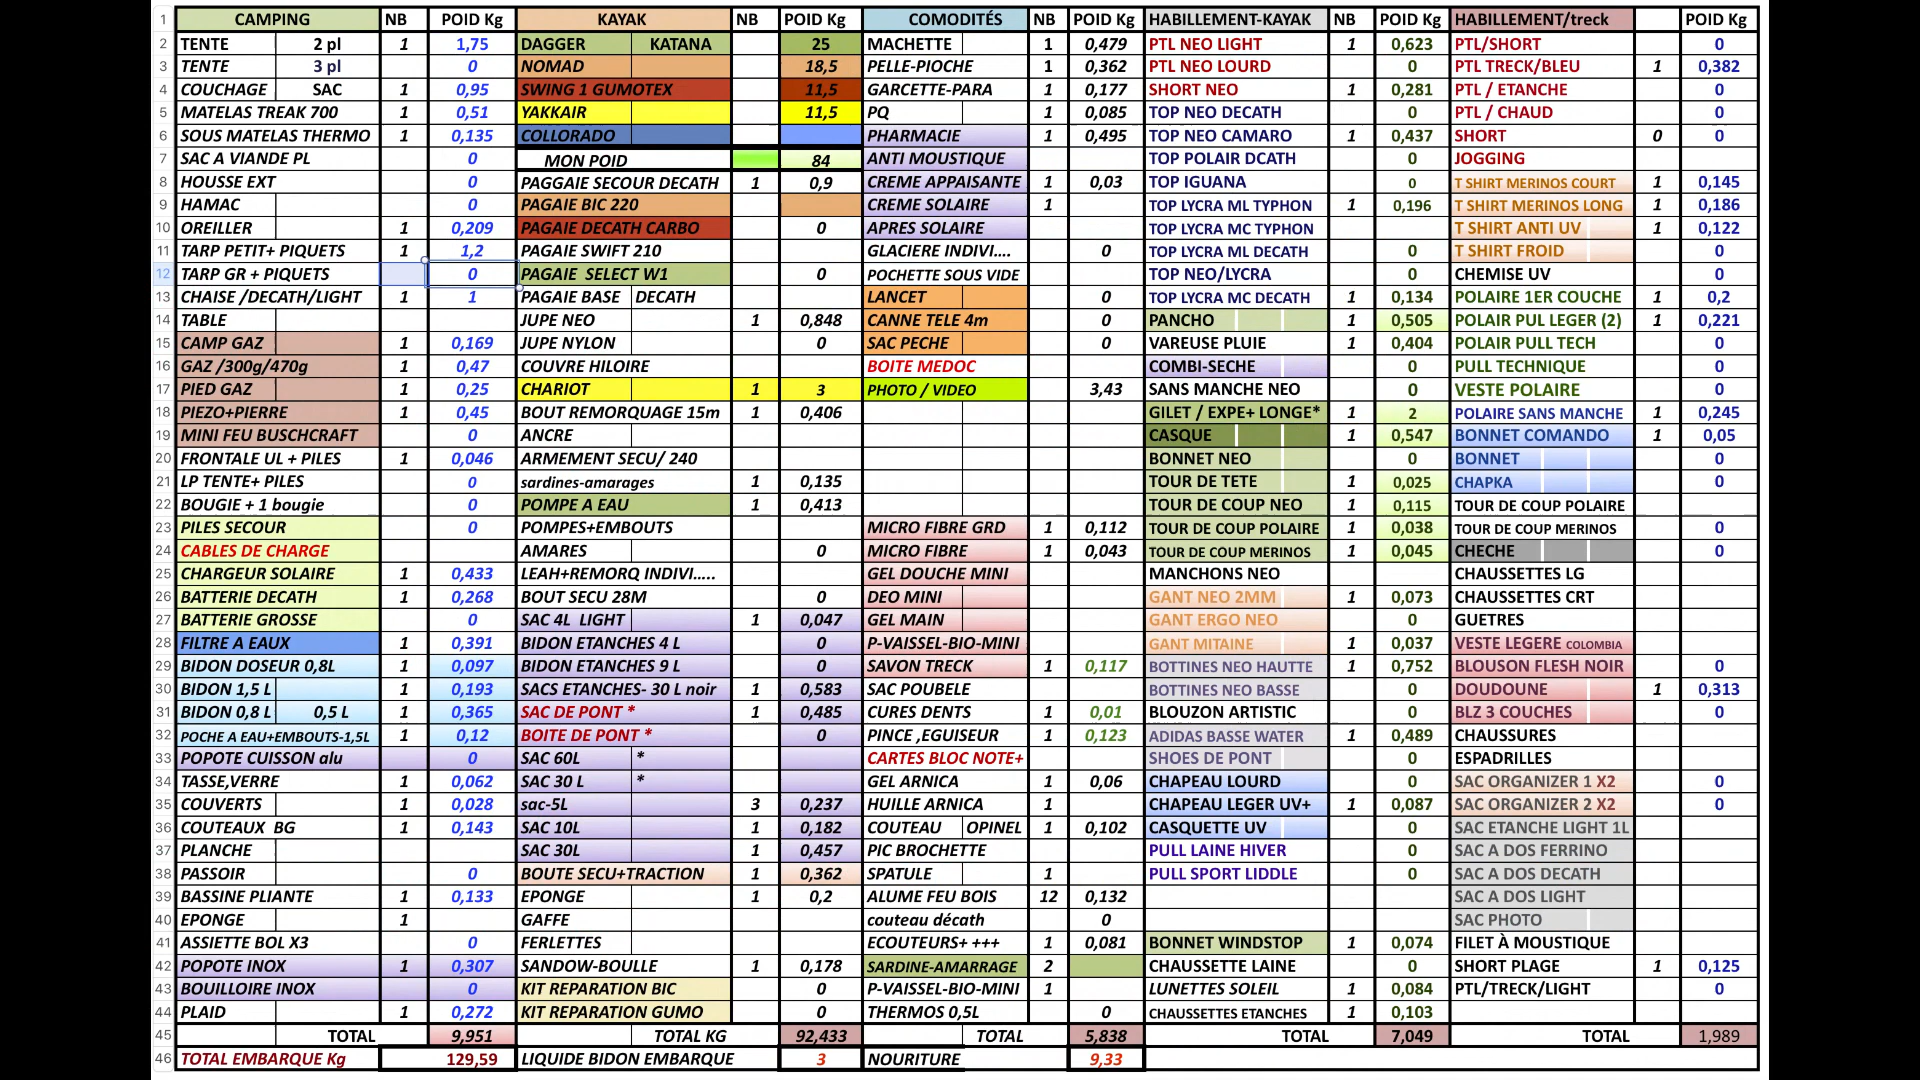 1 CAMPING NB POID Kg KAYAK NB POID Kg COMODITÉS NB POID Kg HABILLEMENT-KAYAK NB POID Kg HABILLEMENT/treck POID Kg
2 TENTE 2 pl 1 1,75 DAGGER KATANA 25 MACHETTE 1 0,479 PTL NEO LIGHT 1 0,623 PTL/SHORT 0
3 TENTE 3 pl 0 NOMAD 18,5 PELLE-PIOCHE 1 0,362 PTL NEO LOURD 0 PTL TRECK/BLEU 1 0,382
4 COUCHAGE SAC 1 0,95 SWING 1 GUMOTEX 11,5 GARCETTE-PARA 1 0,177 SHORT NEO 1 0,281 PTL / ETANCHE 0
5 MATELAS TREAK 700 1 0,51 YAKKAIR 11,5 PQ 1 0,085 TOP NEO DECATH 0 PTL / CHAUD 0
6 SOUS MATELAS THERMO 1 0,135 COLLORADO PHARMACIE 1 0,495 TOP NEO CAMARO 1 0,437 SHORT 0 0
7 SAC A VIANDE PL 0 MON POID 84 ANTI MOUSTIQUE TOP POLAIR DCATH 0 JOGGING
8 HOUSSE EXT 0 PAGGAIE SECOUR DECATH 1 0,9 CREME APPAISANTE 1 0,03 TOP IGUANA 0 T SHIRT MERINOS COURT 1 0,145
9 HAMAC 0 PAGAIE BIC 220 CREME SOLAIRE 1 TOP LYCRA ML TYPHON 1 0,196 T SHIRT MERINOS LONG 1 0,186
10 OREILLER 1 0,209 PAGAIE DECATH CARBO 0 APRES SOLAIRE TOP LYCRA MC TYPHON T SHIRT ANTI UV 1 0,122
11 TARP PETIT+ PIQUETS 1 1,2 PAGAIE SWIFT 210 GLACIERE INDIVI.... 0 TOP LYCRA ML DECATH 0 T SHIRT FROID 0
12 TARP GR + PIQUETS 0 PAGAIE SELECT W1 0 POCHETTE SOUS VIDE TOP NEO/LYCRA 0 CHEMISE UV 0
13 CHAISE /DECATH/LIGHT 1 1 PAGAIE BASE DECATH LANCET 0 TOP LYCRA MC DECATH 1 0,134 POLAIRE 1ER COUCHE 1 0,2
14 TABLE JUPE NEO 1 0,848 CANNE TELE 4m 0 PANCHO 1 0,505 POLAIR PUL LEGER (2) 1 0,221
15 CAMP GAZ 1 0,169 JUPE NYLON 0 SAC PECHE 0 VAREUSE PLUIE 1 0,404 POLAIR PULL TECH 0
16 GAZ /300g/470g 1 0,47 COUVRE HILOIRE BOITE MEDOC COMBI-SECHE 0 PULL TECHNIQUE 0
17 PIED GAZ 1 0,25 CHARIOT 1 3 PHOTO / VIDEO 3,43 SANS MANCHE NEO 0 VESTE POLAIRE 0
18 PIEZO+PIERRE 1 0,45 BOUT REMORQUAGE 15m 1 0,406 GILET / EXPE+ LONGE* 1 2 POLAIRE SANS MANCHE 1 0,245
19 MINI FEU BUSCHCRAFT 0 ANCRE CASQUE 1 0,547 BONNET COMANDO 1 0,05
20 FRONTALE UL + PILES 1 0,046 ARMEMENT SECU/ 240 BONNET NEO 0 BONNET 0
21 LP TENTE+ PILES 0 sardines-amarages 1 0,135 TOUR DE TETE 1 0,025 CHAPKA 0
22 BOUGIE + 1 bougie 0 POMPE A EAU 1 0,413 TOUR DE COUP NEO 1 0,115 TOUR DE COUP POLAIRE
23 PILES SECOUR 0 POMPES+EMBOUTS MICRO FIBRE GRD 1 0,112 TOUR DE COUP POLAIRE 1 0,038 TOUR DE COUP MERINOS 0
24 CABLES DE CHARGE AMARES 0 MICRO FIBRE 1 0,043 TOUR DE COUP MERINOS 1 0,045 CHECHE 0
25 CHARGEUR SOLAIRE 1 0,433 LEAH+REMORQ INDIVI..... GEL DOUCHE MINI MANCHONS NEO CHAUSSETTES LG
26 BATTERIE DECATH 1 0,268 BOUT SECU 28M 0 DEO MINI GANT NEO 2MM 1 0,073 CHAUSSETTES CRT
27 BATTERIE GROSSE 0 SAC 4L LIGHT 1 0,047 GEL MAIN GANT ERGO NEO 0 GUETRES
28 FILTRE A EAUX 1 0,391 BIDON ETANCHES 4 L 0 P-VAISSEL-BIO-MINI GANT MITAINE 1 0,037 VESTE LEGERE COLOMBIA
29 BIDON DOSEUR 0,8L 1 0,097 BIDON ETANCHES 9 L 0 SAVON TRECK 1 0,117 BOTTINES NEO HAUTTE 1 0,752 BLOUSON FLESH NOIR 0
30 BIDON 1,5 L 1 0,193 SACS ETANCHES- 30 L noir 1 0,583 SAC POUBELE BOTTINES NEO BASSE 0 DOUDOUNE 1 0,313
31 BIDON 0,8 L 0,5 L 1 0,365 SAC DE PONT * 1 0,485 CURES DENTS 1 0,01 BLOUZON ARTISTIC 0 BLZ 3 COUCHES 0
32 POCHE A EAU+EMBOUTS-1,5L 1 0,12 BOITE DE PONT * 0 PINCE ,EGUISEUR 1 0,123 ADIDAS BASSE WATER 1 0,489 CHAUSSURES
33 POPOTE CUISSON alu 0 SAC 60L * CARTES BLOC NOTE+ SHOES DE PONT 0 ESPADRILLES
34 TASSE,VERRE 1 0,062 SAC 30 L * GEL ARNICA 1 0,06 CHAPEAU LOURD 0 SAC ORGANIZER 1 X2 0
35 COUVERTS 1 0,028 sac-5L 3 0,237 HUILLE ARNICA 1 CHAPEAU LEGER UV+ 1 0,087 SAC ORGANIZER 2 X2 0
36 COUTEAUX BG 1 0,143 SAC 10L 1 0,182 COUTEAU OPINEL 1 0,102 CASQUETTE UV 0 SAC ETANCHE LIGHT 1L
37 PLANCHE SAC 30L 1 0,457 PIC BROCHETTE PULL LAINE HIVER 0 SAC A DOS FERRINO
38 PASSOIR 0 BOUTE SECU+TRACTION 1 0,362 SPATULE 1 PULL SPORT LIDDLE 0 SAC A DOS DECATH
39 BASSINE PLIANTE 1 0,133 EPONGE 1 0,2 ALUME FEU BOIS 12 0,132 SAC A DOS LIGHT
40 EPONGE 1 GAFFE couteau décath 0 SAC PHOTO
41 ASSIETTE BOL X3 0 FERLETTES ECOUTEURS+ +++ 1 0,081 BONNET WINDSTOP 1 0,074 FILET À MOUSTIQUE
42 POPOTE INOX 1 0,307 SANDOW-BOULLE 1 0,178 SARDINE-AMARRAGE 2 CHAUSSETTE LAINE 0 SHORT PLAGE 1 0,125
43 BOUILLOIRE INOX 0 KIT REPARATION BIC 0 P-VAISSEL-BIO-MINI 1 LUNETTES SOLEIL 1 0,084 PTL/TRECK/LIGHT 0
44 PLAID 1 0,272 KIT REPARATION GUMO 0 THERMOS 0,5L 0 CHAUSSETTES ETANCHES 1 0,103
45 TOTAL 9,951 TOTAL KG 92,433 TOTAL 5,838 TOTAL 7,049 TOTAL 1,989
46 TOTAL EMBARQUE Kg 129,59 LIQUIDE BIDON EMBARQUE 3 NOURITURE 9,33